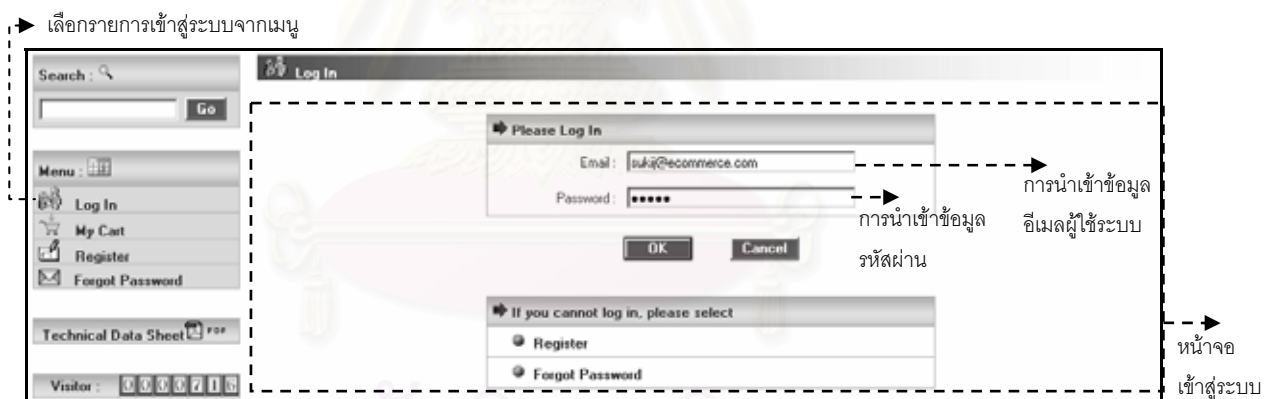 เลือกรายการเข้าสู่ระบบจากเมนู
Search :
Go
Menu :
Log In
My Cart
Register
Forgot Password
Technical Data Sheet PDF
Visitor : 0000716
Log In
Please Log In
Email : sukij@ecommerce.com
Password : •••••
OK Cancel
If you cannot log in, please select
Register
Forgot Password
การนำเข้าข้อมูล
อีเมลผู้ใช้ระบบ
การนำเข้าข้อมูล
รหัสผ่าน
หน้าจอ
เข้าสู่ระบบ